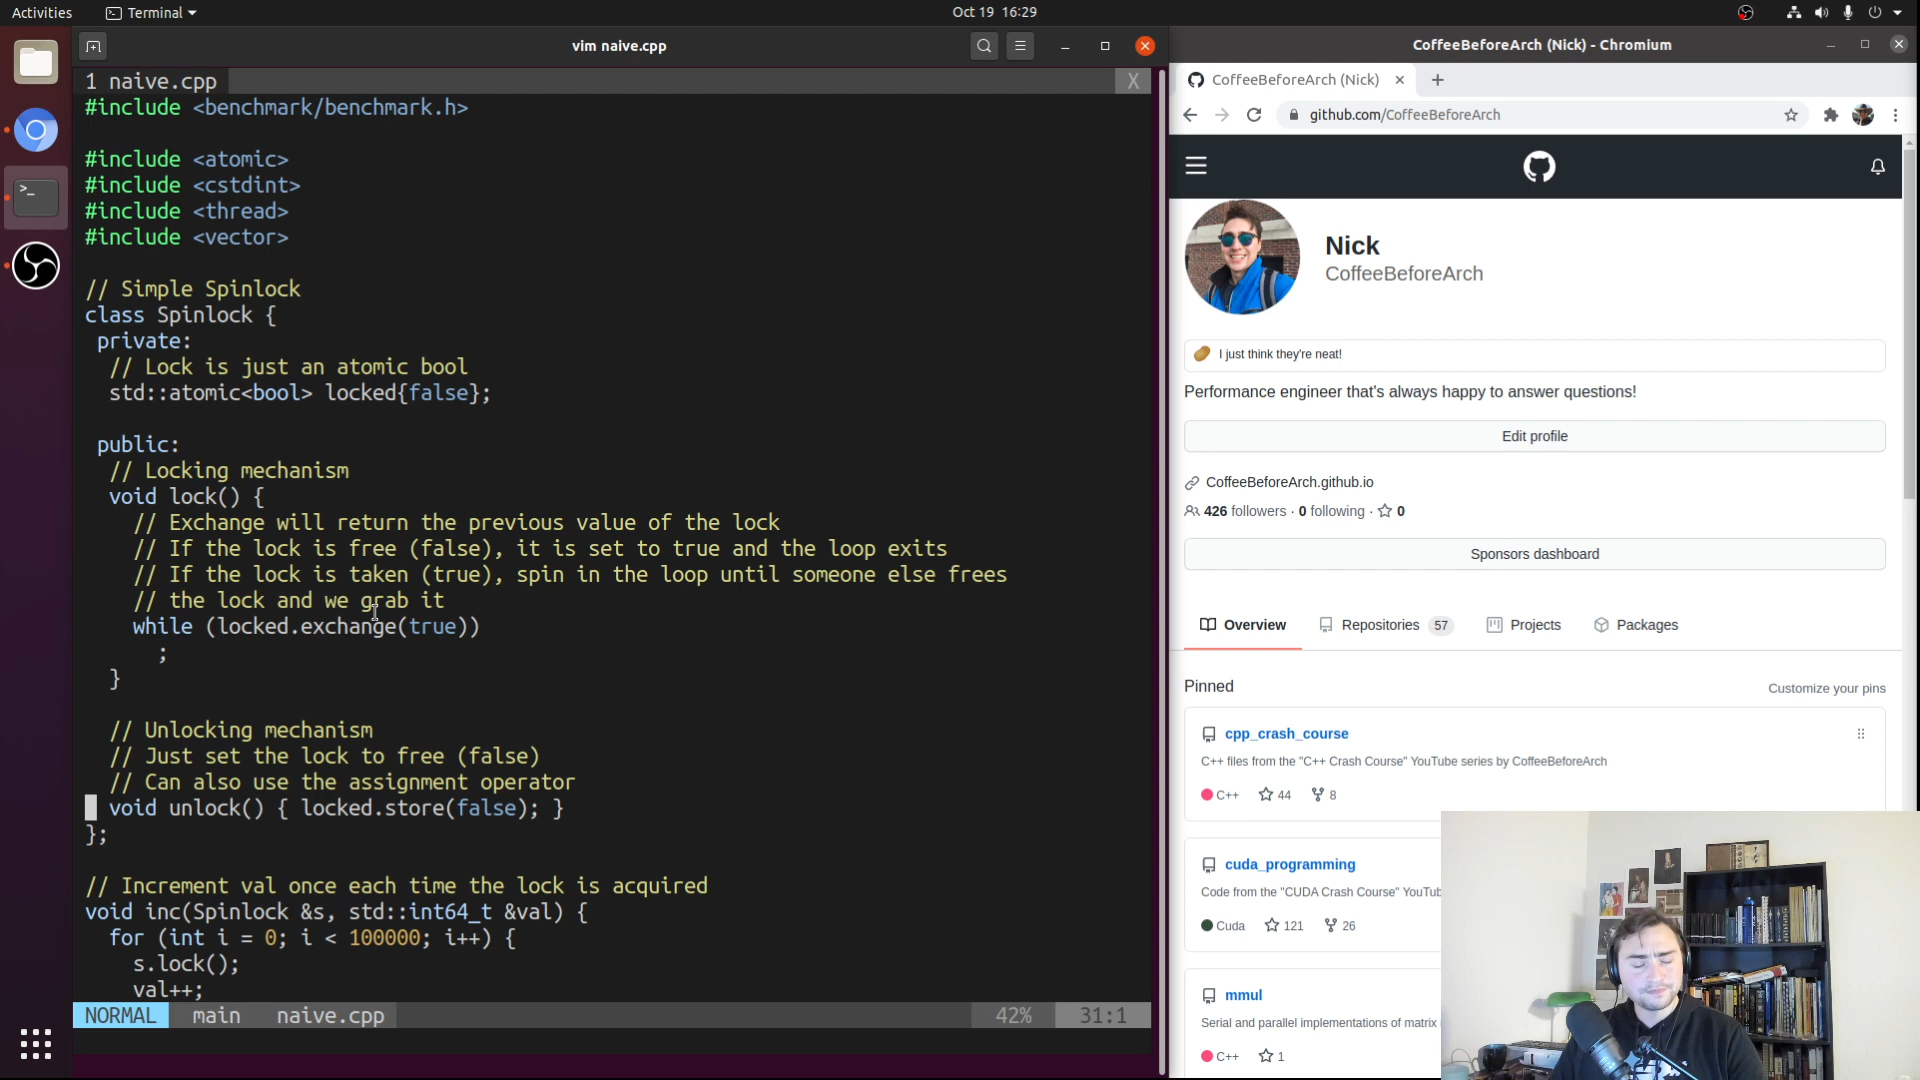 Activities
Terminal
Oct 19 16:29
vim naive.cpp
1 naive.cpp
X
#include <benchmark/benchmark.h>
#include <atomic>
#include <cstdint>
#include <thread>
#include <vector>
// Simple Spinlock
class Spinlock {
private:
// Lock is just an atomic bool
std::atomic<bool> locked{false};
public:
// Locking mechanism
void lock() {
// Exchange will return the previous value of the lock
// If the lock is free (false), it is set to true and the loop exits
// If the lock is taken (true), spin in the loop until someone else frees
// the lock and we grab it
while (locked.exchange(true))
;
}
// Unlocking mechanism
// Just set the lock to free (false)
// Can also use the assignment operator
void unlock() { locked.store(false); }
};
// Increment val once each time the lock is acquired
void inc(Spinlock &s, std::int64_t &val) {
for (int i = 0; i < 100000; i++) {
s.lock();
val++;
NORMAL main naive.cpp 42% 31:1
CoffeeBeforeArch (Nick) - Chromium
CoffeeBeforeArch (Nick)
github.com/CoffeeBeforeArch
Nick
CoffeeBeforeArch
I just think they're neat!
Performance engineer that's always happy to answer questions!
Edit profile
CoffeeBeforeArch.github.io
426 followers · 0 following · 0
Sponsors dashboard
Overview Repositories 57 Projects Packages
Pinned
Customize your pins
cpp_crash_course
C++ files from the "C++ Crash Course" YouTube series by CoffeeBeforeArch
C++ 44 8
cuda_programming
Code from the "CUDA Crash Course" YouTub
Cuda 121 26
mmul
Serial and parallel implementations of matrix
C++ 1